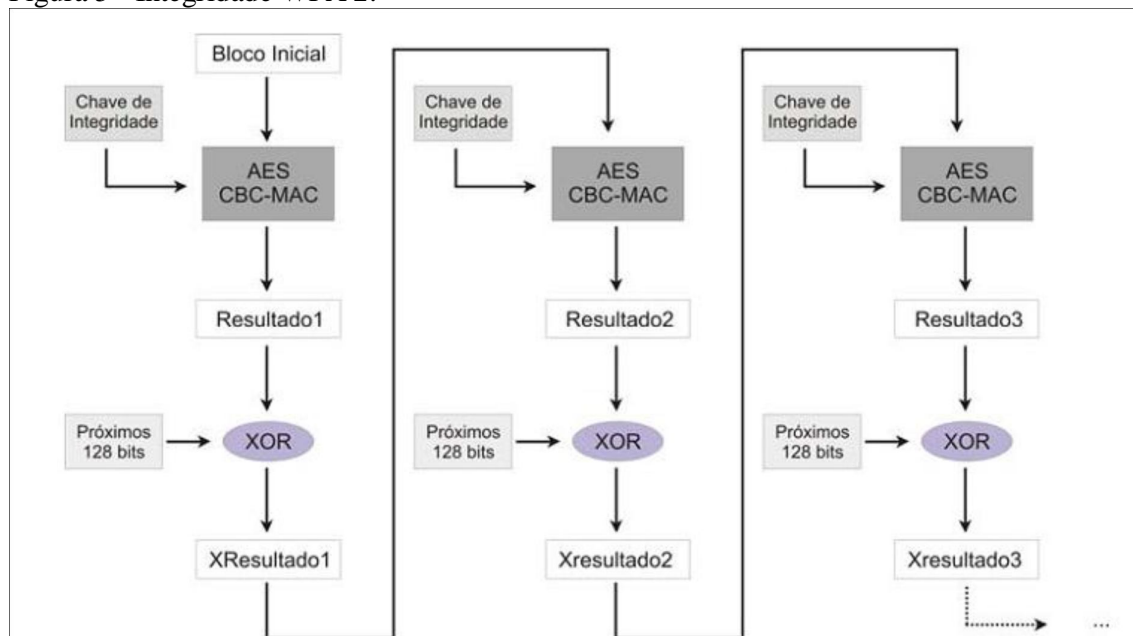 Bloco Inicial
Chave de
Integridade
AES
CBC-MAC
Resultado1
Próximos
128 bits
XOR
XResultado1
Chave de
Integridade
AES
CBC-MAC
Resultado2
Próximos
128 bits
XOR
Xresultado2
Chave de
Integridade
AES
CBC-MAC
Resultado3
Próximos
128 bits
XOR
Xresultado3
...